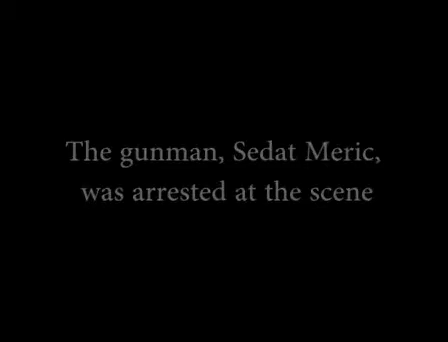 The gunman, Sedat Meric,
was arrested at the scene